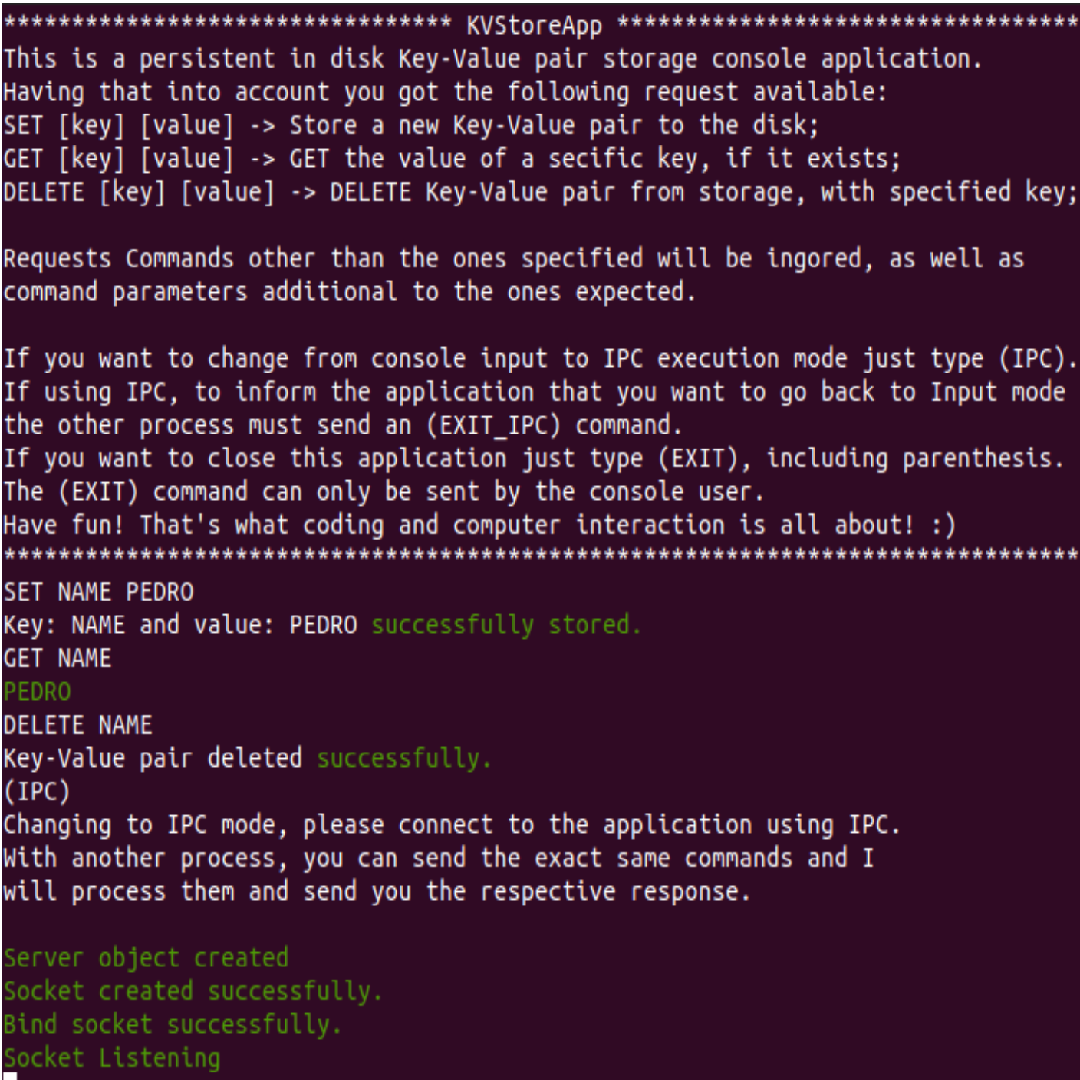 ********************************* KVStoreApp **********************************
This is a persistent in disk Key-Value pair storage console application.
Having that into account you got the following request available:
SET [key] [value] -> Store a new Key-Value pair to the disk;
GET [key] [value] -> GET the value of a secific key, if it exists;
DELETE [key] [value] -> DELETE Key-Value pair from storage, with specified key;
Requests Commands other than the ones specified will be ingored, as well as
command parameters additional to the ones expected.
If you want to change from console input to IPC execution mode just type (IPC).
If using IPC, to inform the application that you want to go back to Input mode
the other process must send an (EXIT_IPC) command.
If you want to close this application just type (EXIT), including parenthesis.
The (EXIT) command can only be sent by the console user.
Have fun! That's what coding and computer interaction is all about! :)
*******************************************************************************
SET NAME PEDRO
Key: NAME and value: PEDRO successfully stored.
GET NAME
PEDRO
DELETE NAME
Key-Value pair deleted successfully.
(IPC)
Changing to IPC mode, please connect to the application using IPC.
With another process, you can send the exact same commands and I
will process them and send you the respective response.
Server object created
Socket created successfully.
Bind socket successfully.
Socket Listening